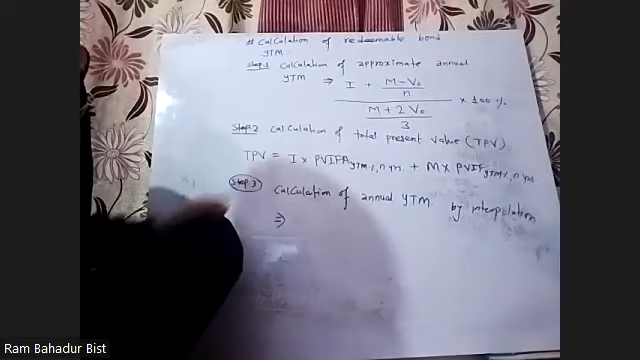 # Calculation of redeemable bond
YTM
Step.1 Calculation of approximate annual
YTM ⇒ I + M-V₀
n
M + 2V₀
3
× 100 %
Step.2 Calculation of total present value (TPV)
TPV = I × PVIFA YTM%, n yrs. + M × PVIF YTM%, n yrs
Step 3 Calculation of annual YTM by interpolation
⇒
Ram Bahadur Bist